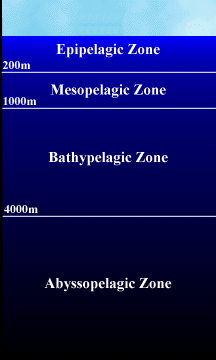 Epipelagic Zone
200m
Mesopelagic Zone
1000m
Bathypelagic Zone
4000m
Abyssopelagic Zone